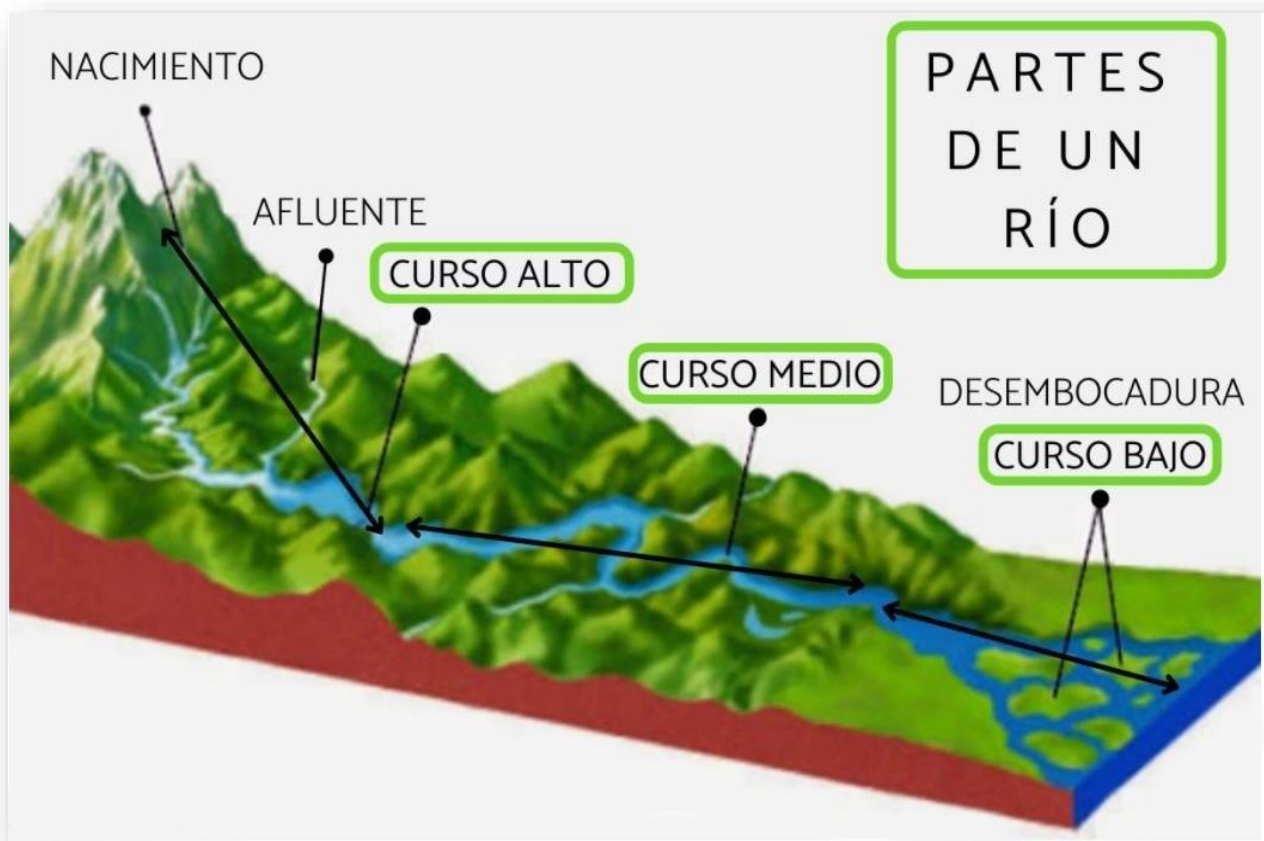 NACIMIENTO
PARTES
DE UN
RÍO
AFLUENTE
CURSO ALTO
CURSO MEDIO
DESEMBOCADURA
CURSO BAJO